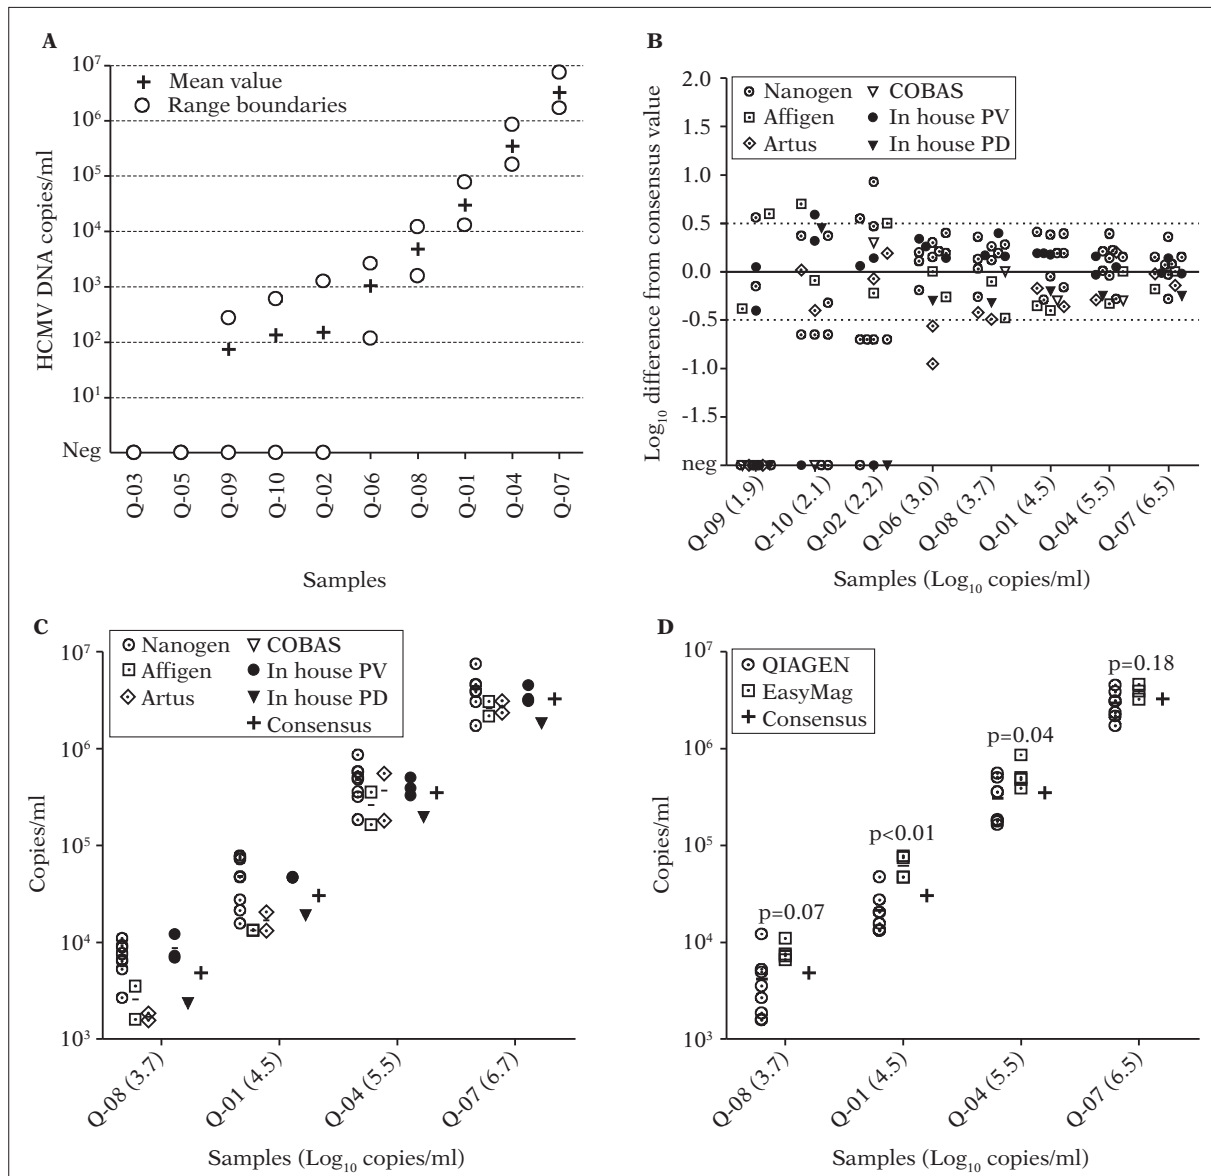 A
10⁷
Mean value
Range boundaries
10⁶
10⁵
10⁴
10³
10²
10¹
Neg
HCMV DNA copies/ml
Q-03
Q-05
Q-09
Q-10
Q-02
Q-06
Q-08
Q-01
Q-04
Q-07
Samples
B
2.0
1.5
1.0
0.5
0.0
-0.5
-1.0
-1.5
neg
Nanogen
COBAS
Affigen
In house PV
Artus
In house PD
Log₁₀ difference from consensus value
Q-09 (1.9)
Q-10 (2.1)
Q-02 (2.2)
Q-06 (3.0)
Q-08 (3.7)
Q-01 (4.5)
Q-04 (5.5)
Q-07 (6.5)
Samples (Log₁₀ copies/ml)
C
10⁷
10⁶
10⁵
10⁴
10³
Nanogen
COBAS
Affigen
In house PV
Artus
In house PD
Consensus
Copies/ml
Q-08 (3.7)
Q-01 (4.5)
Q-04 (5.5)
Q-07 (6.7)
Samples (Log₁₀ copies/ml)
D
10⁷
10⁶
10⁵
10⁴
10³
QIAGEN
EasyMag
Consensus
p=0.18
p=0.04
p<0.01
p=0.07
Copies/ml
Q-08 (3.7)
Q-01 (4.5)
Q-04 (5.5)
Q-07 (6.5)
Samples (Log₁₀ copies/ml)